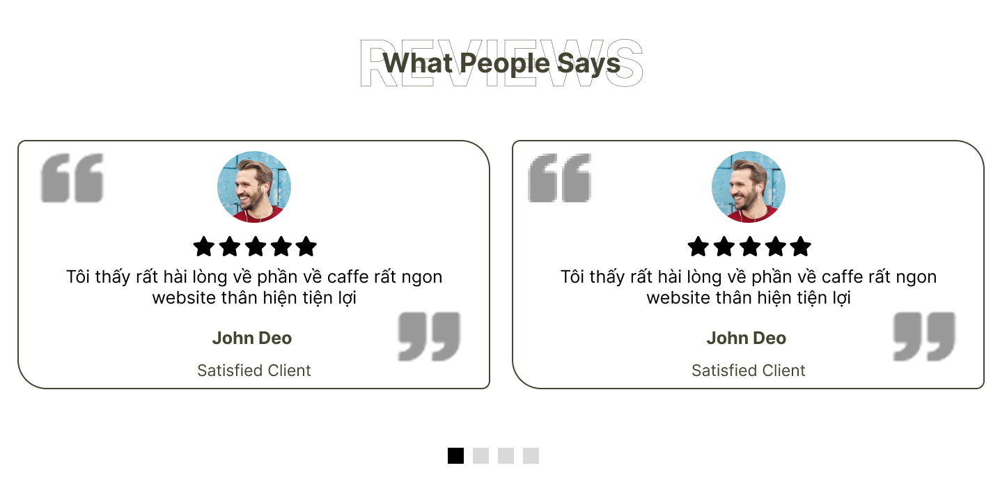 REVIEWS
What People Says
Tôi thấy rất hài lòng về phần về caffe rất ngon
website thân hiện tiện lợi
John Deo
Satisfied Client
Tôi thấy rất hài lòng về phần về caffe rất ngon
website thân hiện tiện lợi
John Deo
Satisfied Client